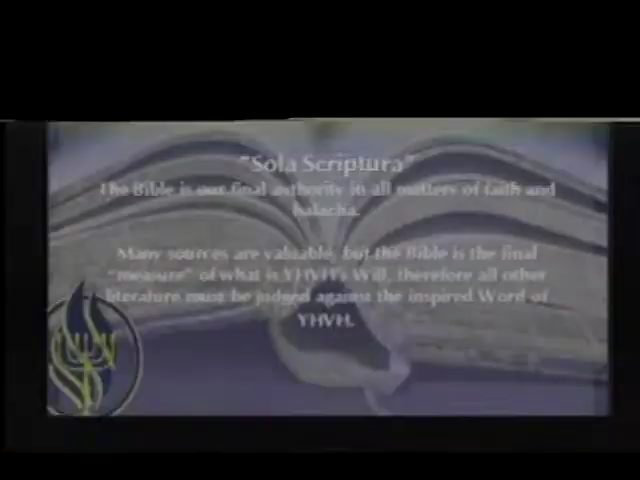 "Sola Scriptura"
The Bible is our final authority in all matters of faith and
halacha.
Many sources are valuable, but the Bible is the final
"measure" of what is YHVH's Will, therefore all other
literature must be judged against the inspired Word of
YHVH.